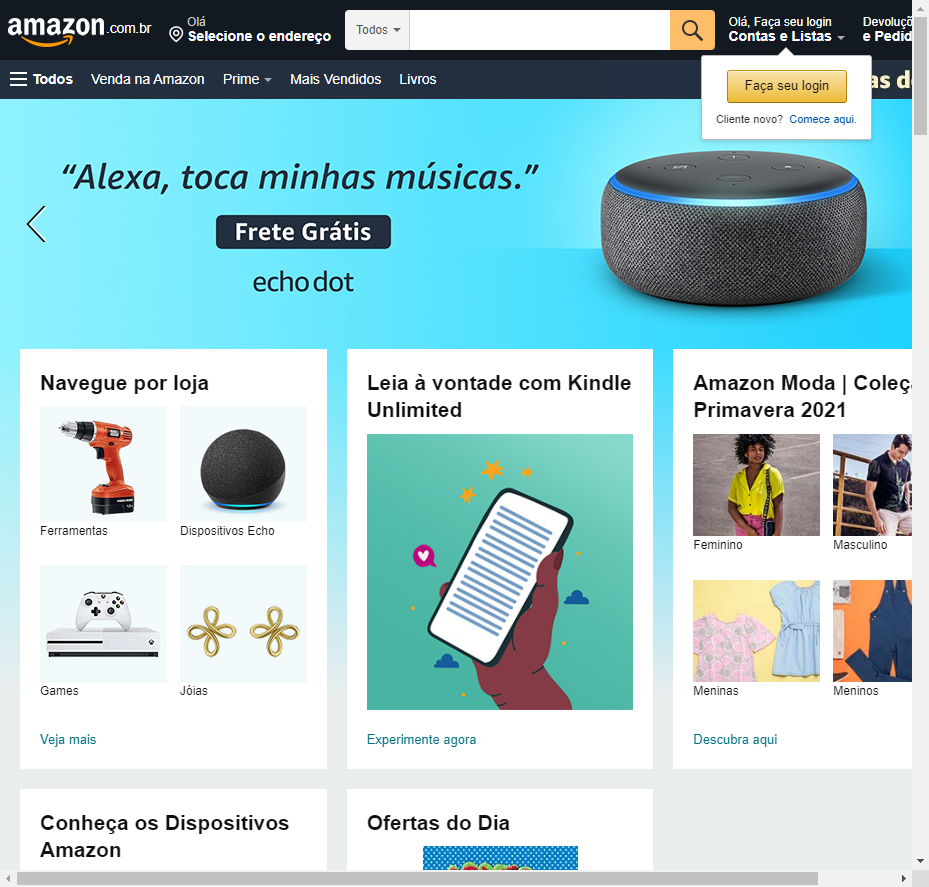 amazon.com.br
Olá
Selecione o endereço
Todos
Olá, Faça seu login
Contas e Listas
e Pedid
Todos
Venda na Amazon
Prime
Mais Vendidos
Livros
Faça seu login
Cliente novo? Comece aqui.
“Alexa, toca minhas músicas.”
Frete Grátis
echo dot
Navegue por loja
Ferramentas
Dispositivos Echo
Games
Jóias
Veja mais
Leia à vontade com Kindle
Unlimited
Experimente agora
Amazon Moda | Coleç
Primavera 2021
Feminino
Masculino
Meninas
Meninos
Descubra aqui
Conheça os Dispositivos
Amazon
Ofertas do Dia